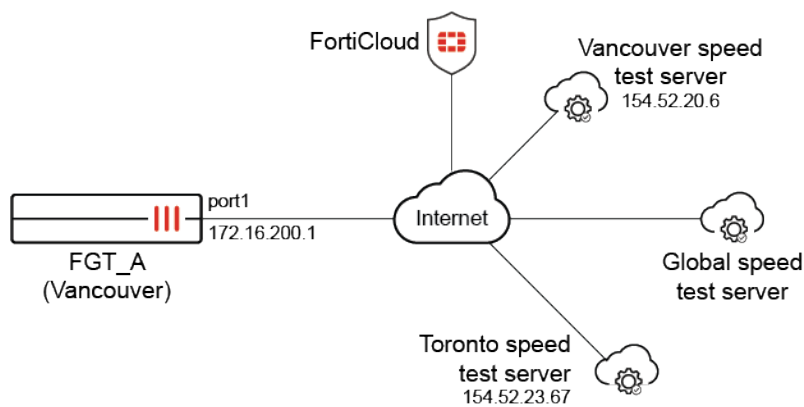 FortiCloud
Vancouver speed
test server
154.52.20.6
port1
172.16.200.1
Internet
FGT_A
(Vancouver)
Global speed
test server
Toronto speed
test server
154.52.23.67